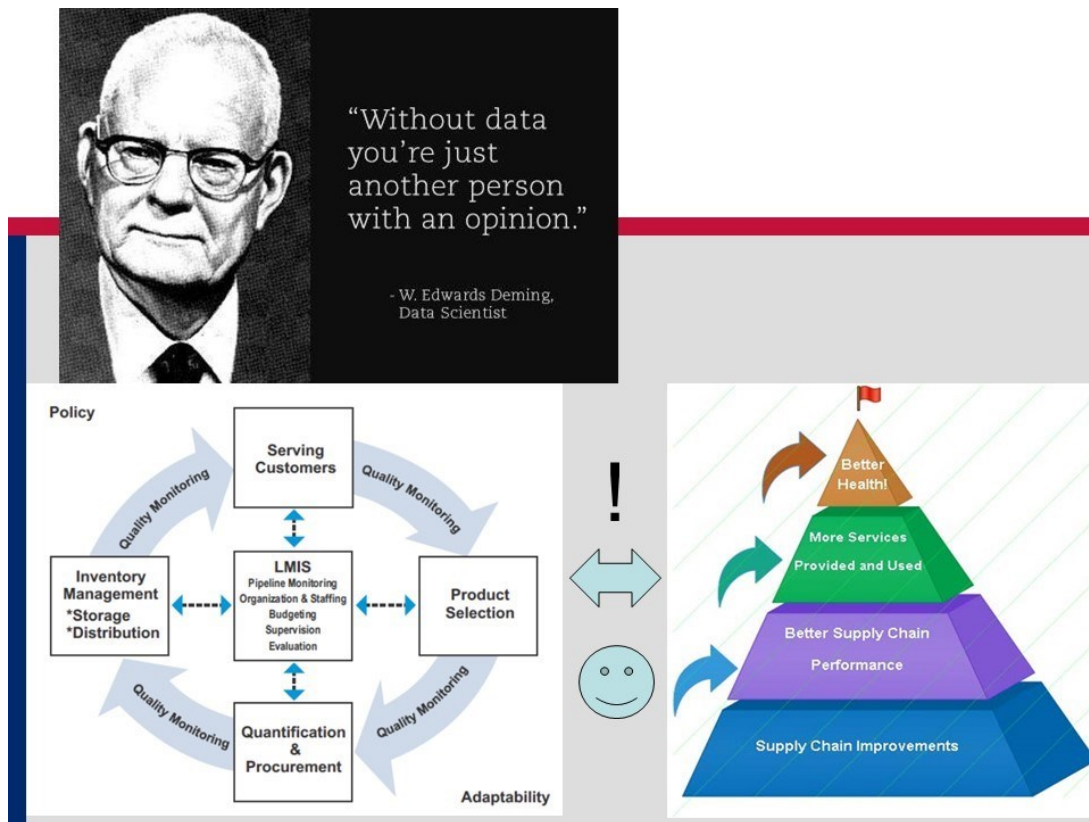 “Without data
you’re just
another person
with an opinion.”
- W. Edwards Deming,
Data Scientist
Policy
Serving
Customers
Quality Monitoring
Quality Monitoring
Inventory
Management
*Storage
*Distribution
LMIS
Pipeline Monitoring
Organization & Staffing
Budgeting
Supervision
Evaluation
Product
Selection
Quality Monitoring
Quality Monitoring
Quantification
&
Procurement
Adaptability
!
Better
Health!
More Services
Provided and Used
Better Supply Chain
Performance
Supply Chain Improvements